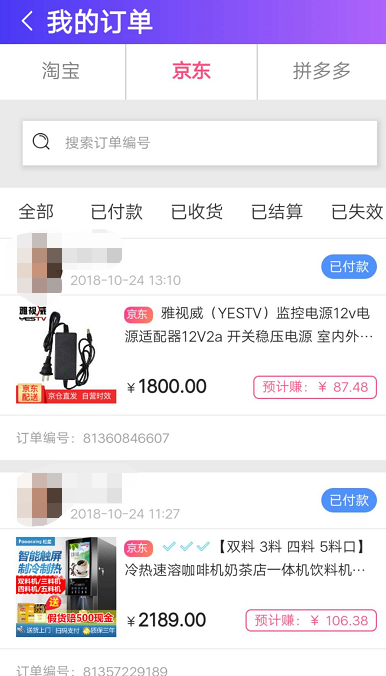 我的订单
淘宝
京东
拼多多
搜索订单编号
全部
已付款
已收货
已结算
已失效
2018-10-24 13:10
已付款
雅视威
YESTV
京东
配送
京仓直发 自营时效
京东 雅视威（YESTV）监控电源12v电
源适配器12V2a 开关稳压电源 室内外…
¥1800.00
预计赚：¥ 87.48
订单编号：81360846607
2018-10-24 11:27
已付款
智能触屏
制冷制热
双料机/三料机
四料机/五料机
送
假货赔500现金
送货上门
扫码支付
质保三年
京东 ✓✓✓【双料 3料 四料 5料口】
冷热速溶咖啡机奶茶店一体机饮料机…
¥2189.00
预计赚：¥ 106.38
订单编号：81357229189